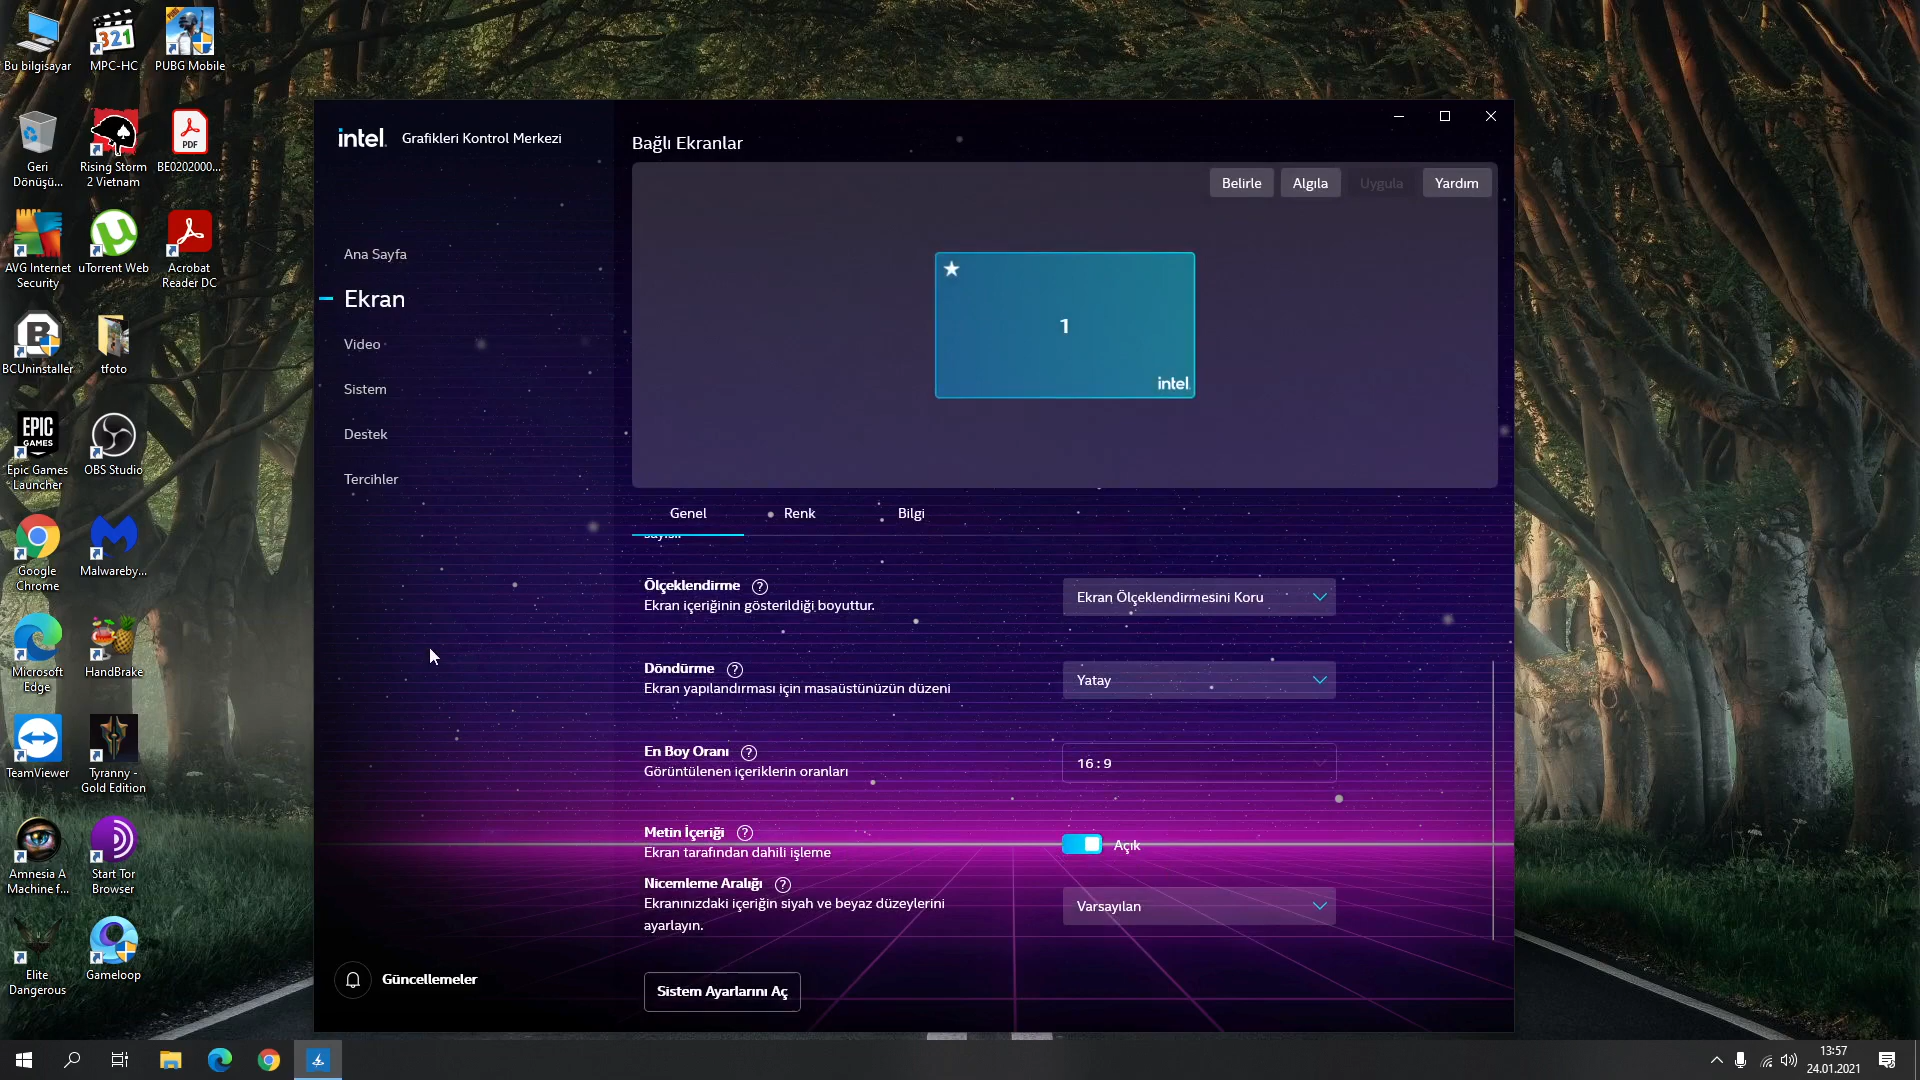 Bu bilgisayar
MPC-HC
PUBG Mobile
Geri
Dönüşü...
Rising Storm
2 Vietnam
PDF
BE0202000...
AVG Internet
Security
uTorrent Web
Acrobat
Reader DC
BCUninstaller
tfoto
EPIC
GAMES
Epic Games
Launcher
OBS Studio
Google
Chrome
Malwareby...
Microsoft
Edge
HandBrake
TeamViewer
Tyranny -
Gold Edition
Amnesia A
Machine f...
Start Tor
Browser
Elite
Dangerous
Gameloop
intel.
Grafikleri Kontrol Merkezi
Ana Sayfa
Ekran
Video
Sistem
Destek
Tercihler
Güncellemeler
Bağlı Ekranlar
Belirle
Algıla
Uygula
Yardım
1
intel.
Genel
Renk
Bilgi
Ölçeklendirme ?
Ekran içeriğinin gösterildiği boyuttur.
Ekran Ölçeklendirmesini Koru
Döndürme ?
Ekran yapılandırması için masaüstünüzün düzeni
Yatay
En Boy Oranı ?
Görüntülenen içeriklerin oranları
16 : 9
Metin İçeriği ?
Ekran tarafından dahili işleme
Açık
Nicemleme Aralığı ?
Ekranınızdaki içeriğin siyah ve beyaz düzeylerini
ayarlayın.
Varsayılan
Sistem Ayarlarını Aç
13:57
24.01.2021